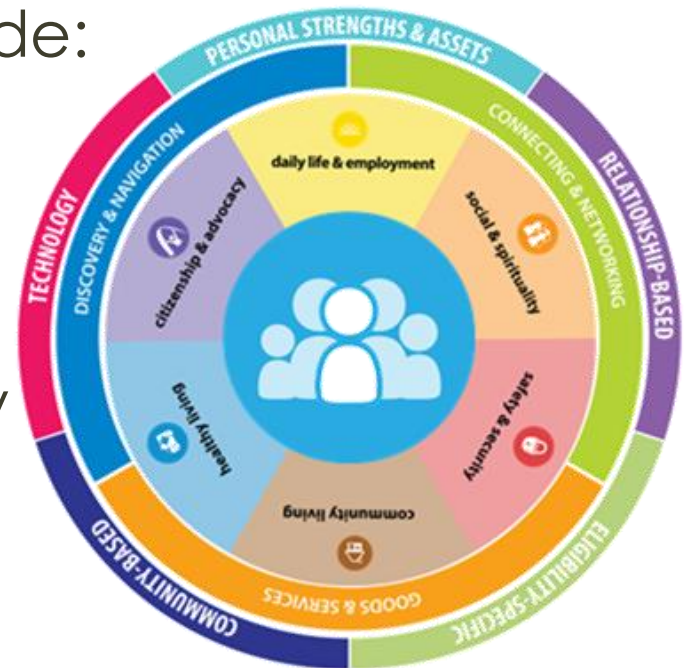 de:
PERSONAL STRENGTHS & ASSETS
RELATIONSHIP-BASED
ELIGIBILITY-SPECIFIC
COMMUNITY-BASED
TECHNOLOGY
DISCOVERY & NAVIGATION
CONNECTING & NETWORKING
GOODS & SERVICES
daily life & employment
social & spirituality
safety & security
community living
healthy living
citizenship & advocacy
y